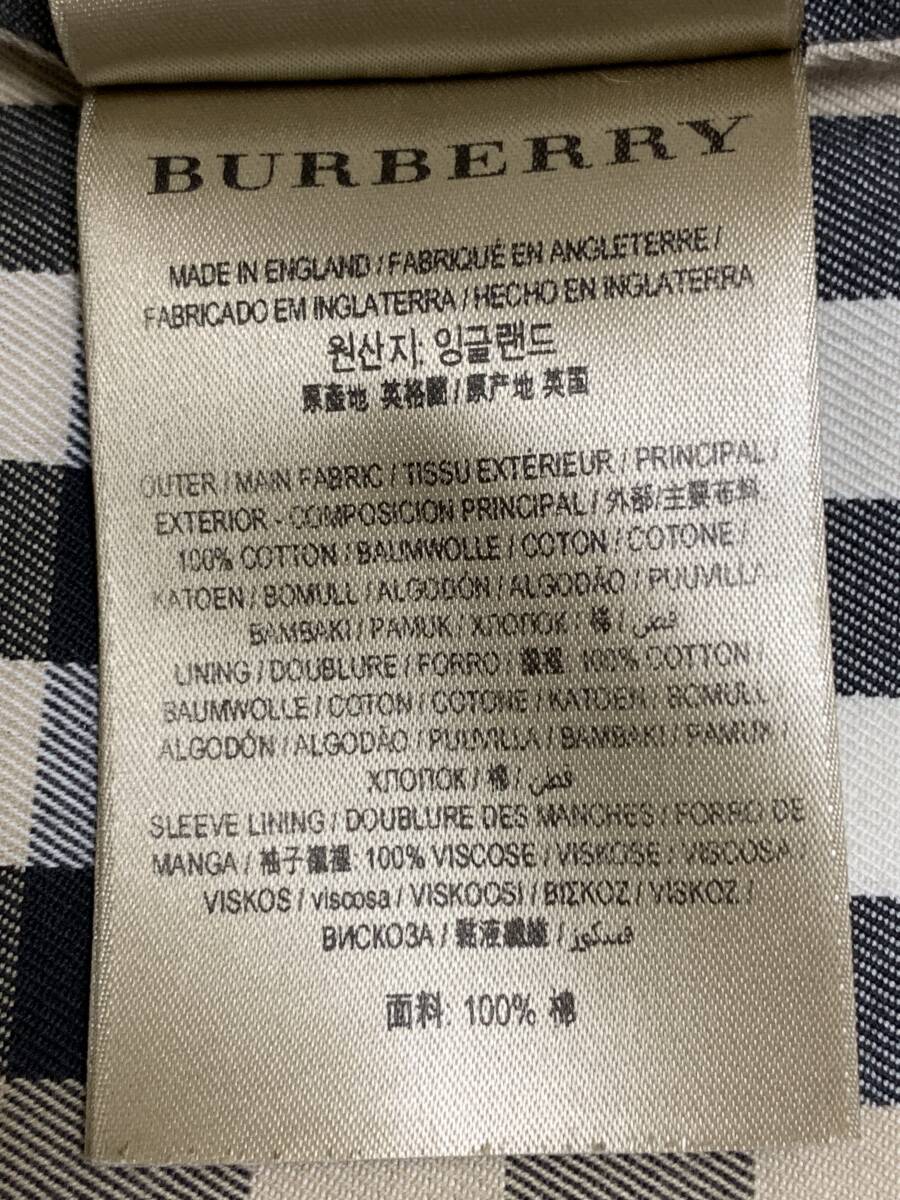 BURBERRY
MADE IN ENGLAND / FABRIQUÉ EN ANGLETERRE /
FABRICADO EM INGLATERRA / HECHO EN INGLATERRA
원산지: 잉글랜드
原產地 英格蘭 / 原产地 英国
OUTER / MAIN FABRIC / TISSU EXTÉRIEUR / PRINCIPAL /
EXTERIOR - COMPOSICION PRINCIPAL / 外部/主要布料
100% COTTON / BAUMWOLLE / COTON / COTONE /
KATOEN / BOMULL / ALGODÓN / ALGODÃO / PUUVILLA /
BAMBAKI / PAMUK / ХЛОПОК / 棉 / قطن
LINING / DOUBLURE / FORRO / 襯裡 100% COTTON /
BAUMWOLLE / COTON / COTONE / KATOEN / BOMULL /
ALGODÓN / ALGODÃO / PUUVILLA / BAMBAKI / PAMUK /
ХЛОПОК / 棉 / قطن
SLEEVE LINING / DOUBLURE DES MANCHES / FORRO DE
MANGA / 袖子襯裡: 100% VISCOSE / VISKOSE / VISCOSA /
VISKOS / viscosa / VISKOOSI / ΒΙΣΚΟΖ / VISKOZ /
ВИСКОЗА / 黏液纖維 / فسكوز
面料: 100% 棉